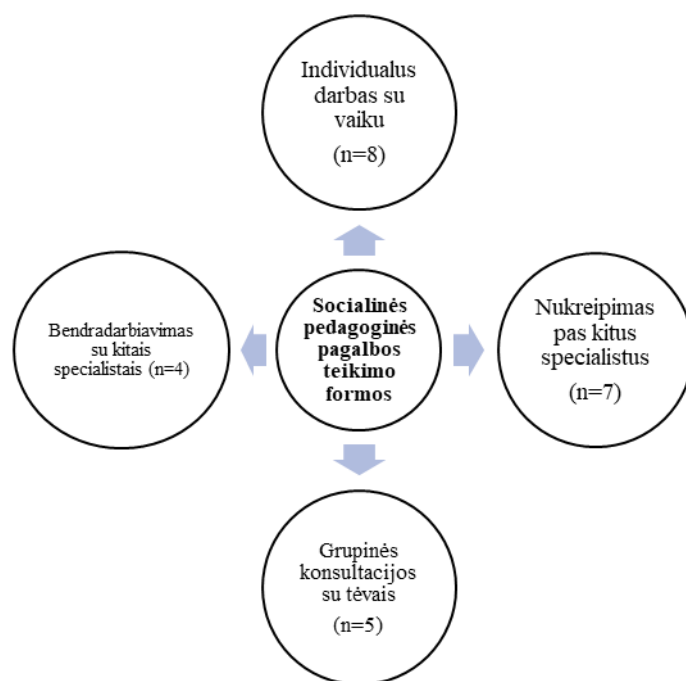 Individualus
darbas su
vaiku
(n=8)
Bendradarbiavimas
su kitais
specialistais (n=4)
Socialinės
pedagoginės
pagalbos
teikimo
formos
Nukreipimas
pas kitus
specialistus
(n=7)
Grupinės
konsultacijos
su tėvais
(n=5)